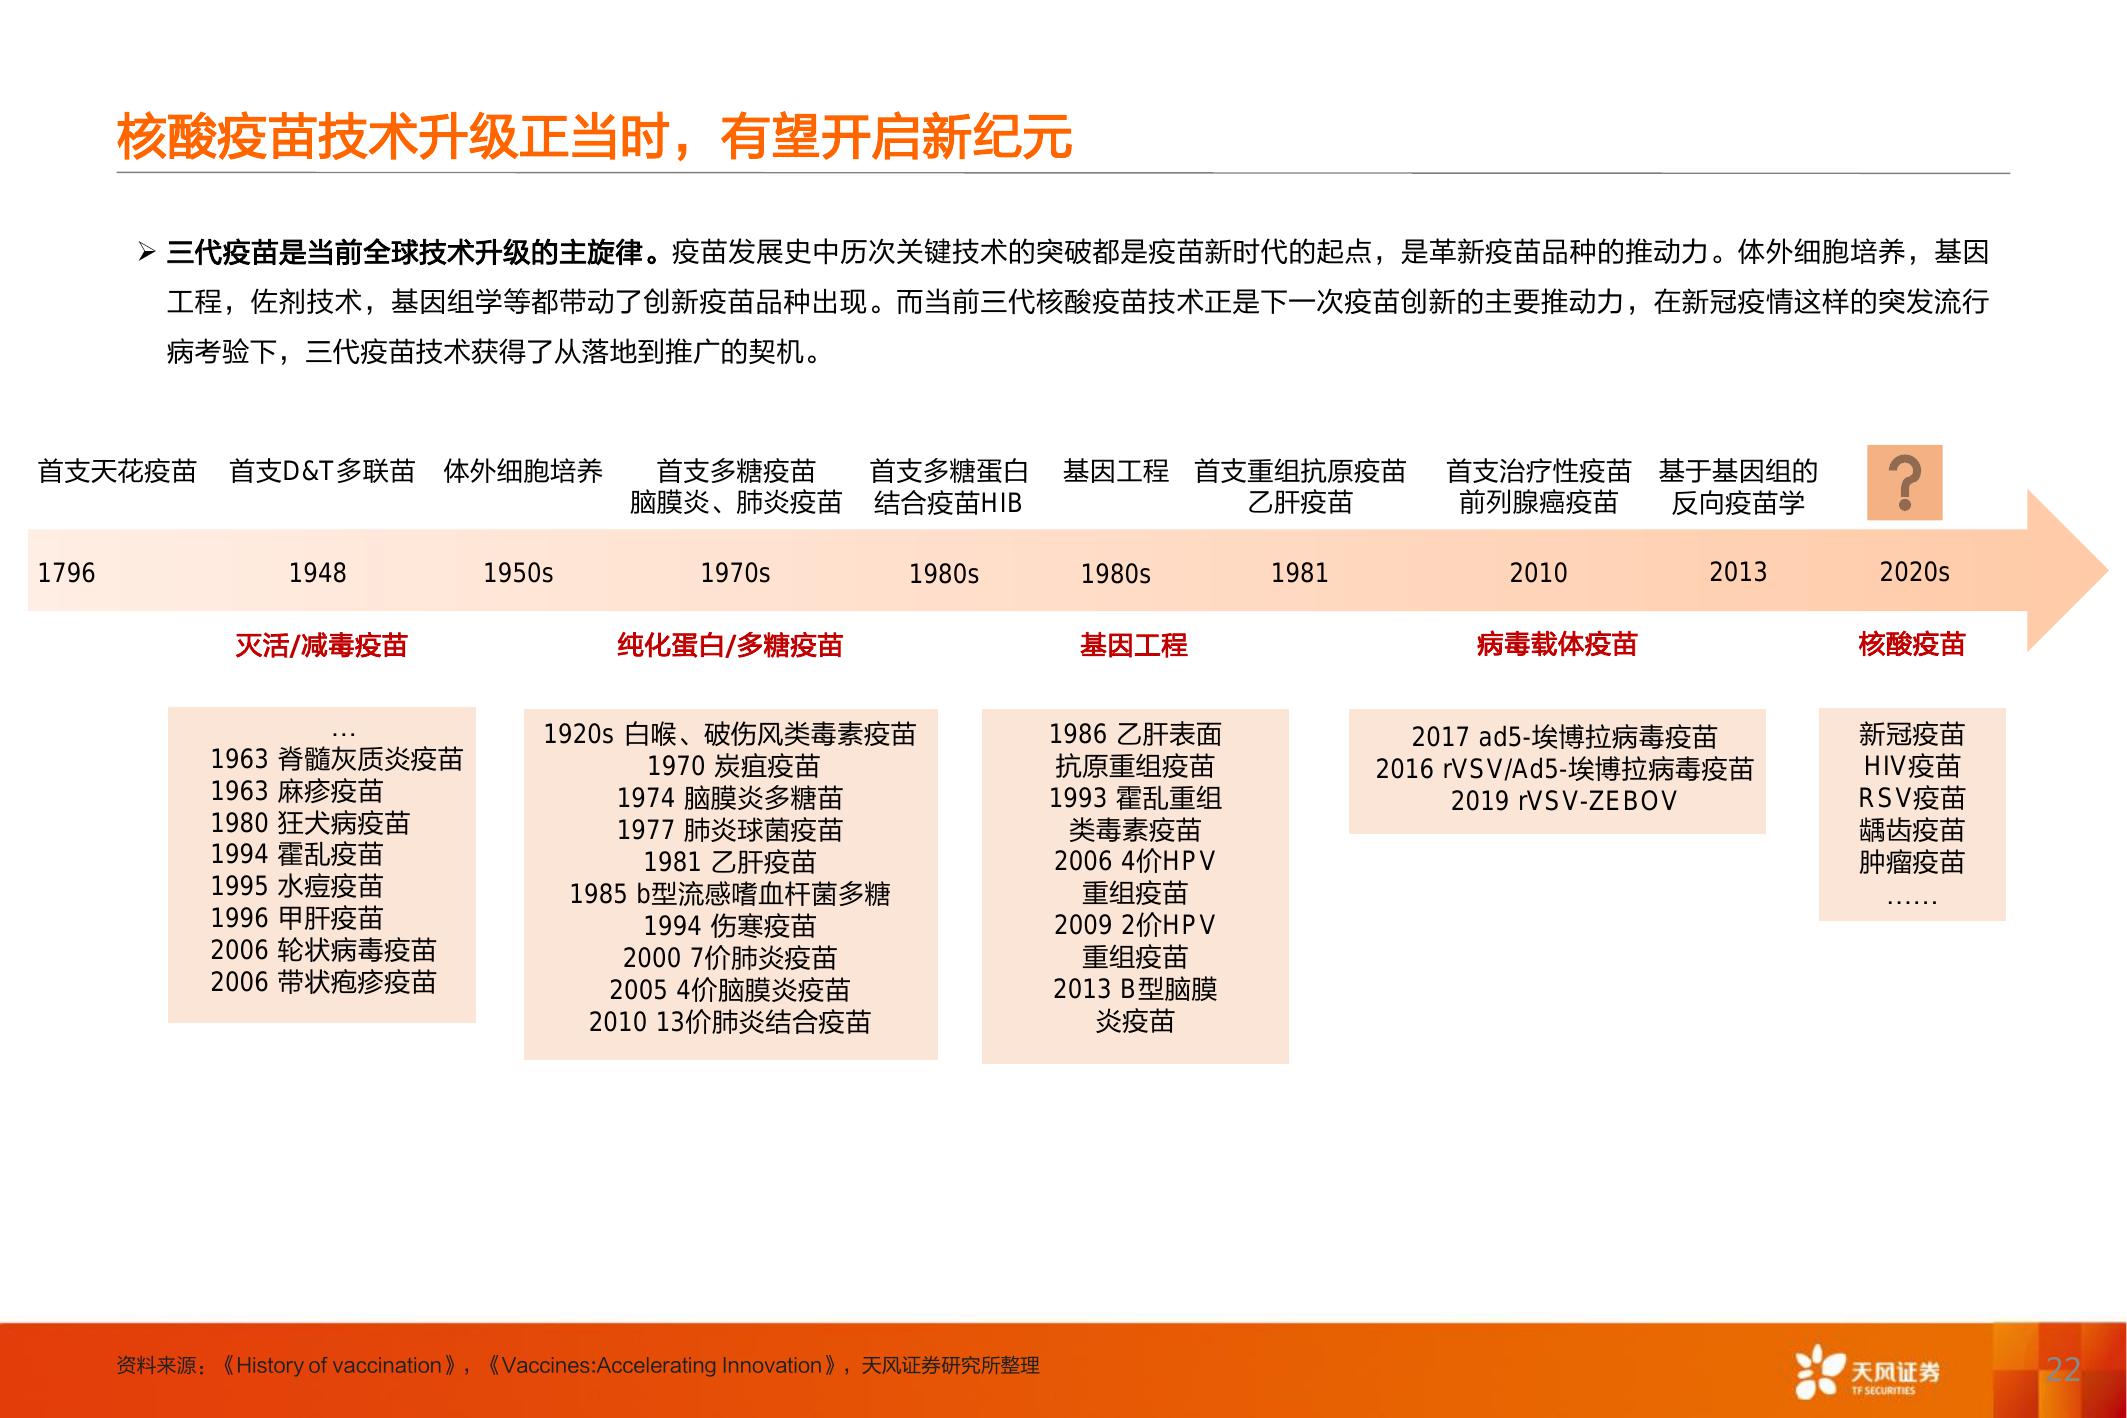 核酸疫苗技术升级正当时，有望开启新纪元
➢ 三代疫苗是当前全球技术升级的主旋律。疫苗发展史中历次关键技术的突破都是疫苗新时代的起点，是革新疫苗品种的推动力。体外细胞培养，基因
工程，佐剂技术，基因组学等都带动了创新疫苗品种出现。而当前三代核酸疫苗技术正是下一次疫苗创新的主要推动力，在新冠疫情这样的突发流行
病考验下，三代疫苗技术获得了从落地到推广的契机。
首支天花疫苗
首支D&T多联苗
体外细胞培养
首支多糖疫苗
脑膜炎、肺炎疫苗
首支多糖蛋白
结合疫苗HIB
基因工程
首支重组抗原疫苗
乙肝疫苗
首支治疗性疫苗
前列腺癌疫苗
基于基因组的
反向疫苗学
?
1796
1948
1950s
1970s
1980s
1980s
1981
2010
2013
2020s
灭活/减毒疫苗
纯化蛋白/多糖疫苗
基因工程
病毒载体疫苗
核酸疫苗
…
1963 脊髓灰质炎疫苗
1963 麻疹疫苗
1980 狂犬病疫苗
1994 霍乱疫苗
1995 水痘疫苗
1996 甲肝疫苗
2006 轮状病毒疫苗
2006 带状疱疹疫苗
1920s 白喉、破伤风类毒素疫苗
1970 炭疽疫苗
1974 脑膜炎多糖苗
1977 肺炎球菌疫苗
1981 乙肝疫苗
1985 b型流感嗜血杆菌多糖
1994 伤寒疫苗
2000 7价肺炎疫苗
2005 4价脑膜炎疫苗
2010 13价肺炎结合疫苗
1986 乙肝表面
抗原重组疫苗
1993 霍乱重组
类毒素疫苗
2006 4价HPV
重组疫苗
2009 2价HPV
重组疫苗
2013 B型脑膜
炎疫苗
2017 ad5-埃博拉病毒疫苗
2016 rVSV/Ad5-埃博拉病毒疫苗
2019 rVSV-ZEBOV
新冠疫苗
HIV疫苗
RSV疫苗
龋齿疫苗
肿瘤疫苗
……
资料来源：《History of vaccination》，《Vaccines:Accelerating Innovation》，天风证券研究所整理
天风证券
TF SECURITIES
22